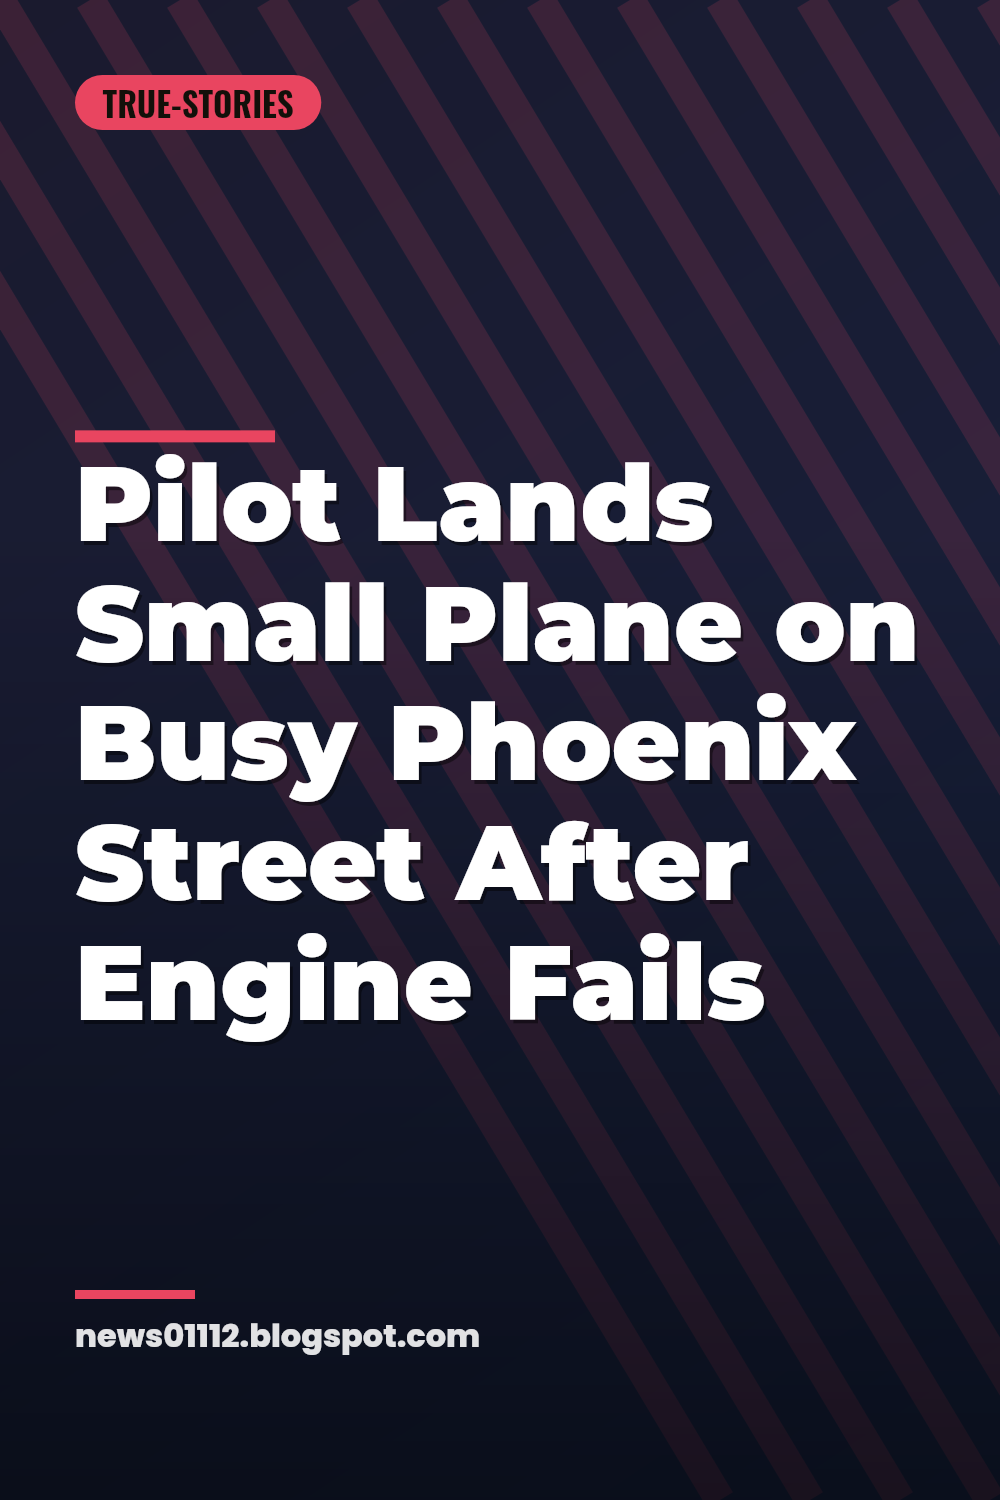 TRUE-STORIES
Pilot Lands
Small Plane on
Busy Phoenix
Street After
Engine Fails
news01112.blogspot.com